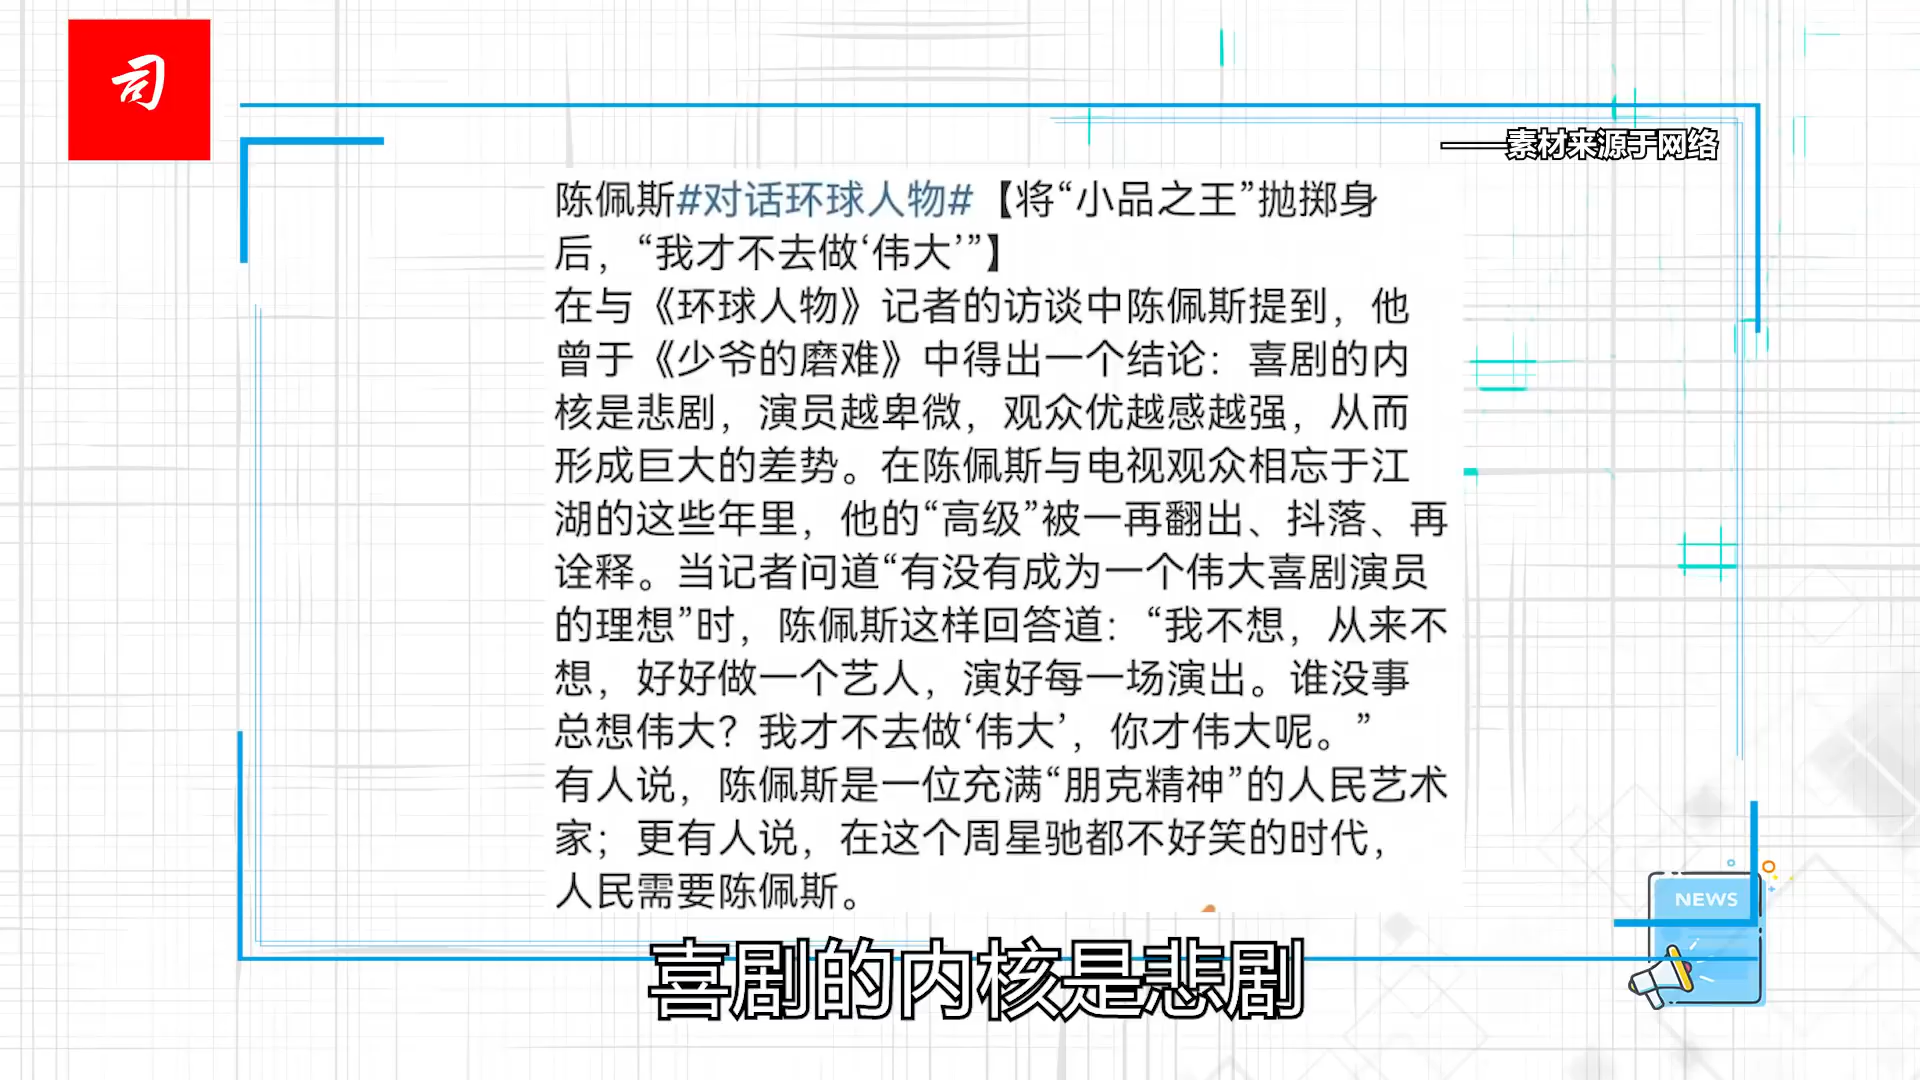 司
——素材来源于网络
陈佩斯#对话环球人物#【将“小品之王”抛掷身
后，“我才不去做‘伟大’”】
在与《环球人物》记者的访谈中陈佩斯提到，他
曾于《少爷的磨难》中得出一个结论：喜剧的内
核是悲剧，演员越卑微，观众优越感越强，从而
形成巨大的差势。在陈佩斯与电视观众相忘于江
湖的这些年里，他的“高级”被一再翻出、抖落、再
诠释。当记者问道“有没有成为一个伟大喜剧演员
的理想”时，陈佩斯这样回答道：“我不想，从来不
想，好好做一个艺人，演好每一场演出。谁没事
总想伟大？我才不去做‘伟大’，你才伟大呢。”
有人说，陈佩斯是一位充满“朋克精神”的人民艺术
家；更有人说，在这个周星驰都不好笑的时代，
人民需要陈佩斯。
NEWS
喜剧的内核是悲剧